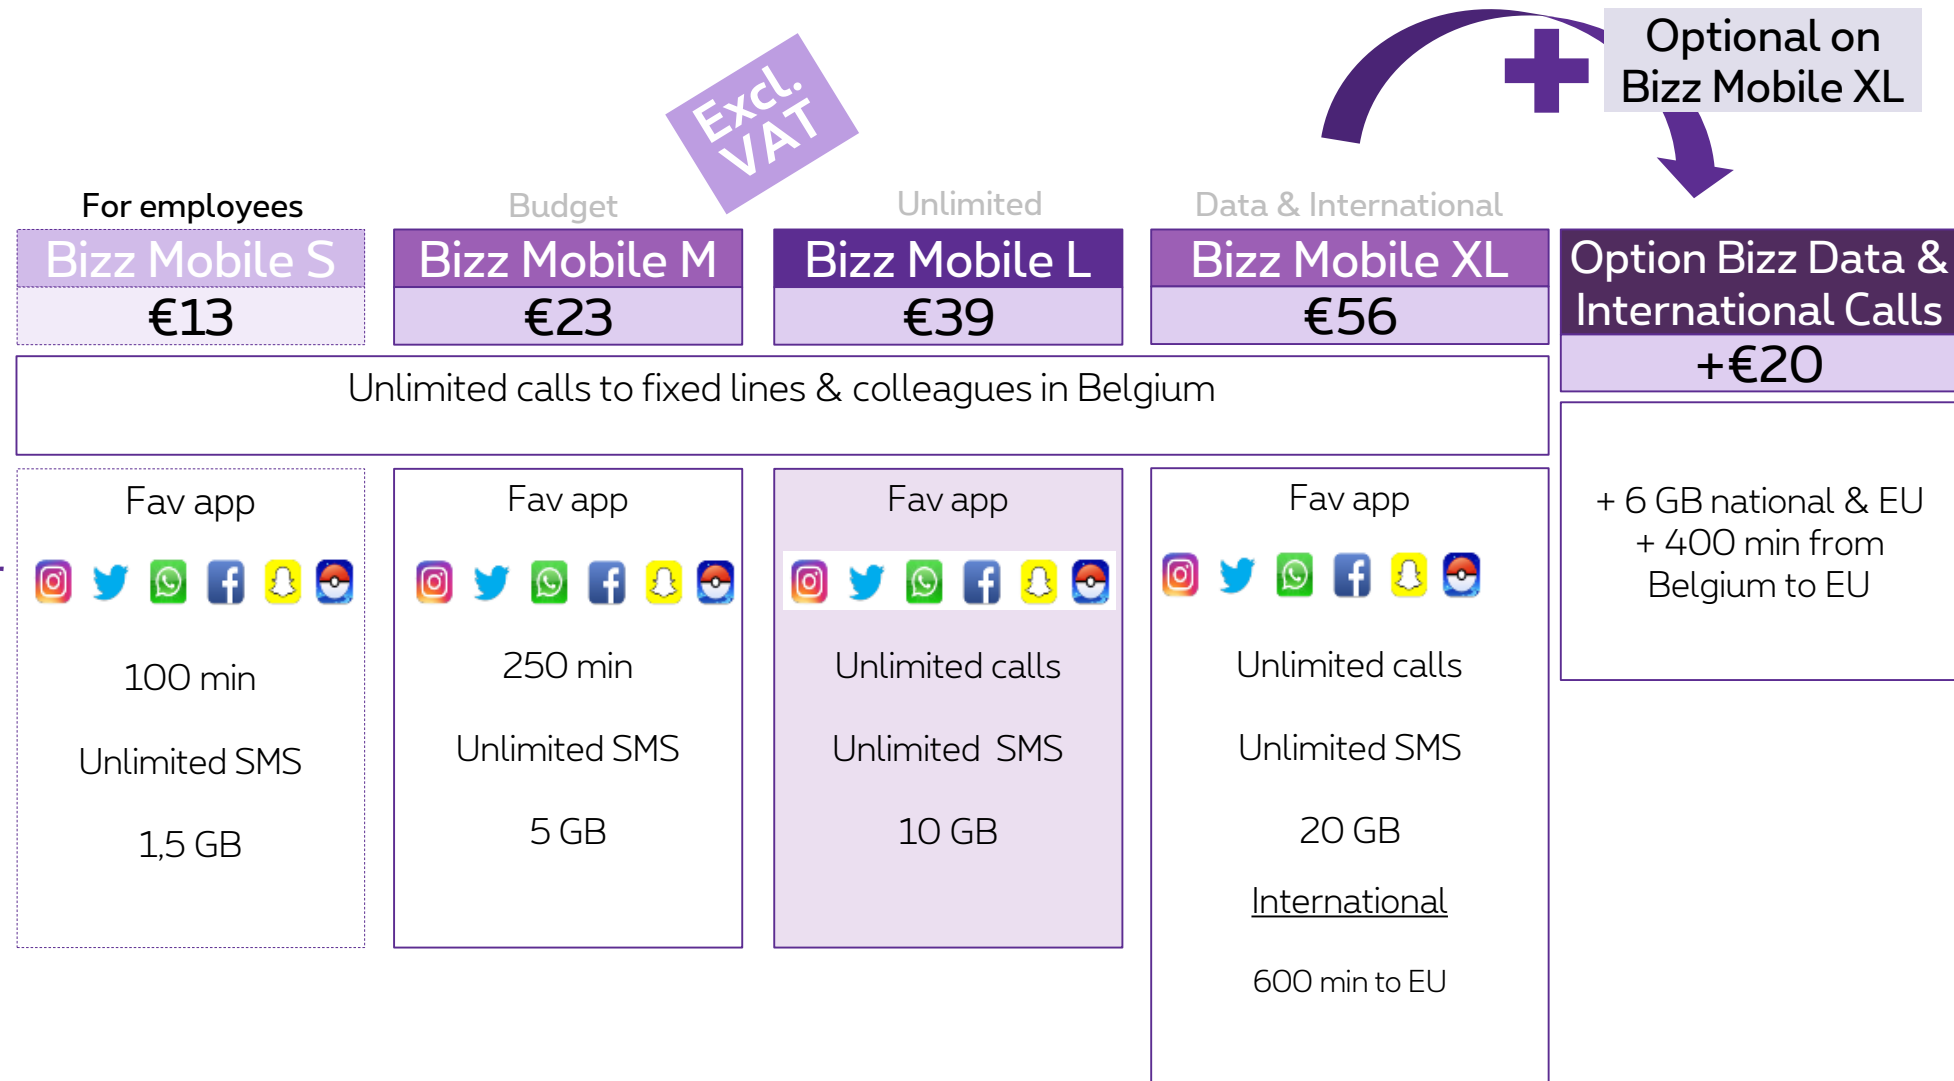 Excl.
VAT
Optional on
Bizz Mobile XL
For employees
Bizz Mobile S
€13
Budget
Bizz Mobile M
€23
Unlimited
Bizz Mobile L
€39
Data & International
Bizz Mobile XL
€56
Option Bizz Data &
International Calls
+€20
Unlimited calls to fixed lines & colleagues in Belgium
Fav app
100 min
Unlimited SMS
1,5 GB
Fav app
250 min
Unlimited SMS
5 GB
Fav app
Unlimited calls
Unlimited SMS
10 GB
Fav app
Unlimited calls
Unlimited SMS
20 GB
International
600 min to EU
+ 6 GB national & EU
+ 400 min from
Belgium to EU